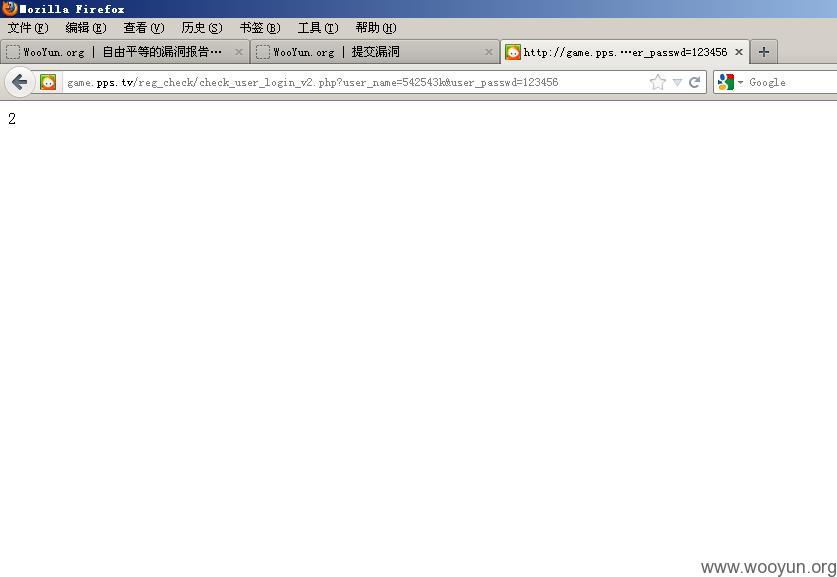 Mozilla Firefox
文件(F) 编辑(E) 查看(V) 历史(S) 书签(B) 工具(T) 帮助(H)
WooYun.org | 自由平等的漏洞报告… WooYun.org | 提交漏洞 http://game.pps.…er_passwd=123456
game.pps.tv/reg_check/check_user_login_v2.php?user_name=542543k&user_passwd=123456 Google
2
www.wooyun.org